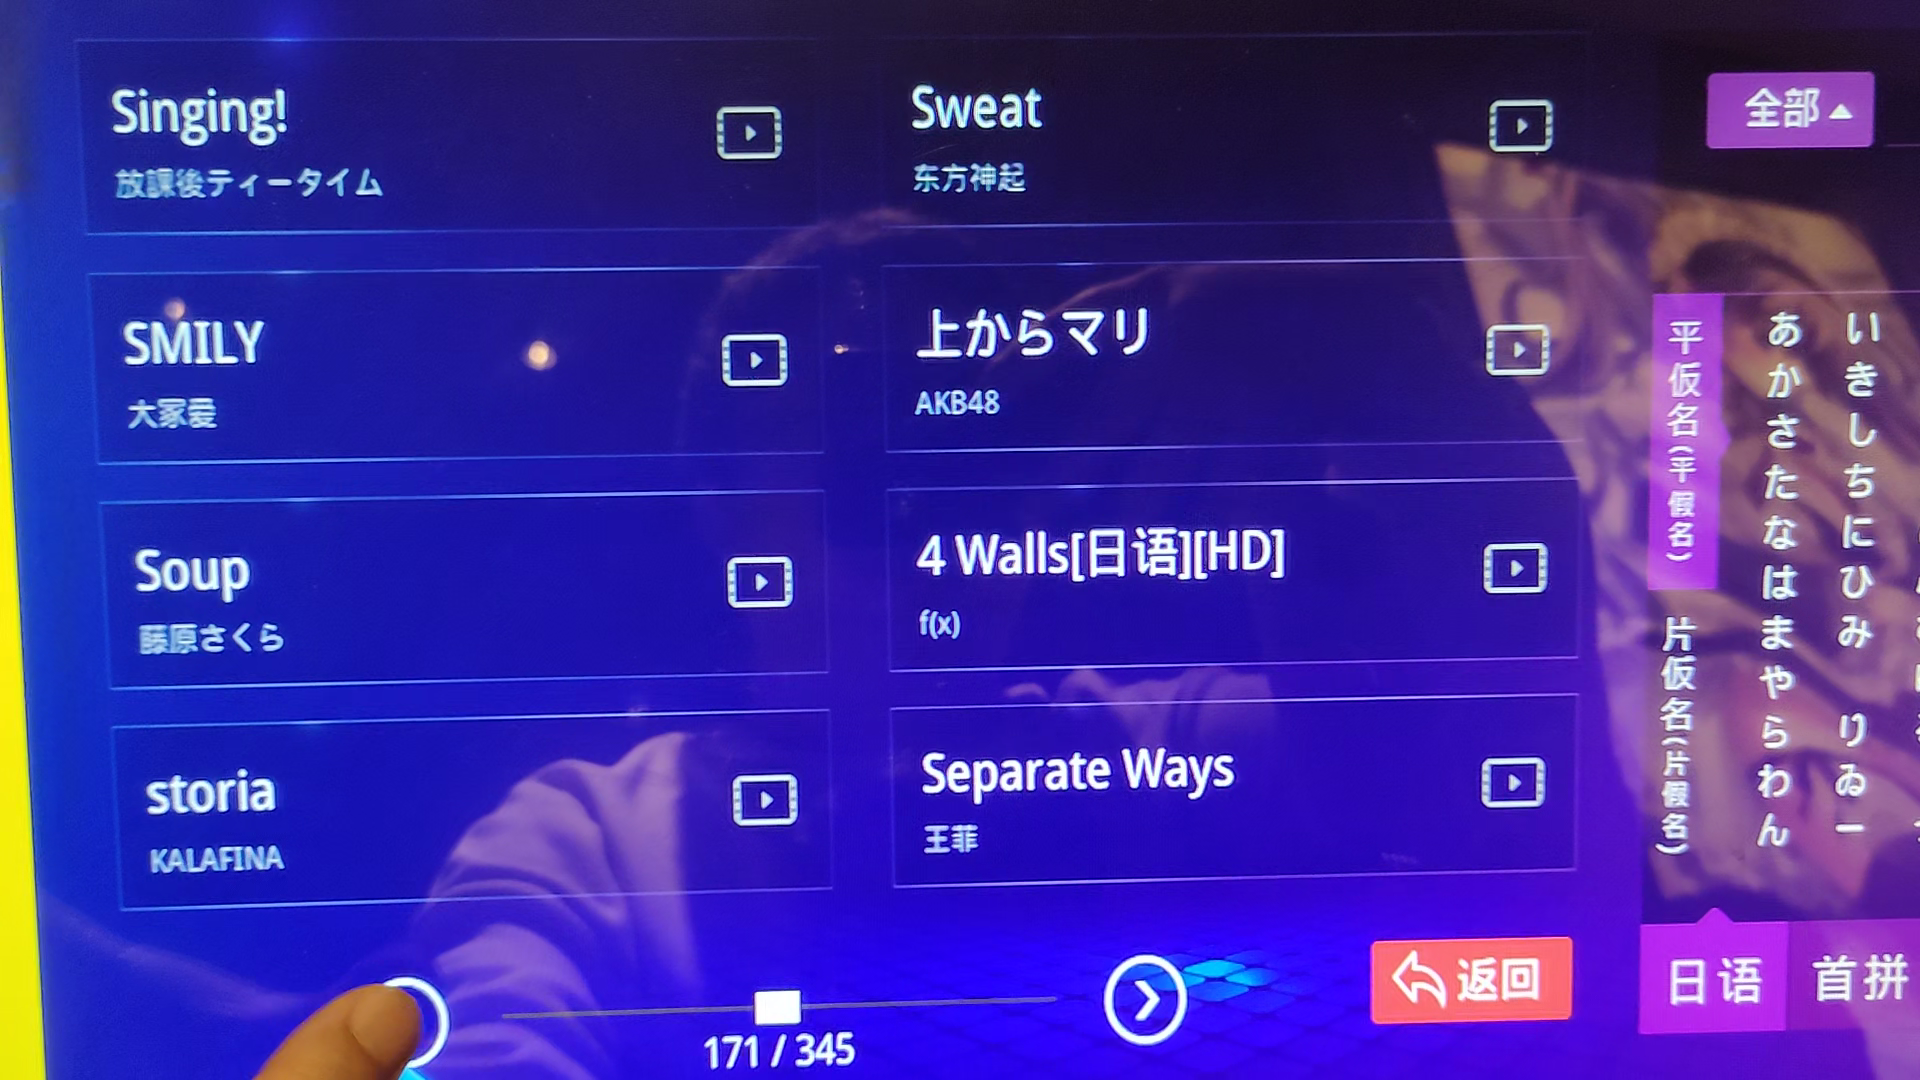 Singing!
放課後ティータイム
Sweat
东方神起
SMILY
大冢爱
上からマリ
AKB48
Soup
藤原さくら
4 Walls[日语][HD]
f(x)
storia
KALAFINA
Separate Ways
王菲
171 / 345
返回
全部
平仮名(平假名)
片仮名(片假名)
あかさたなはまやらわん
いきしちにひみ りゐー
日语
首拼